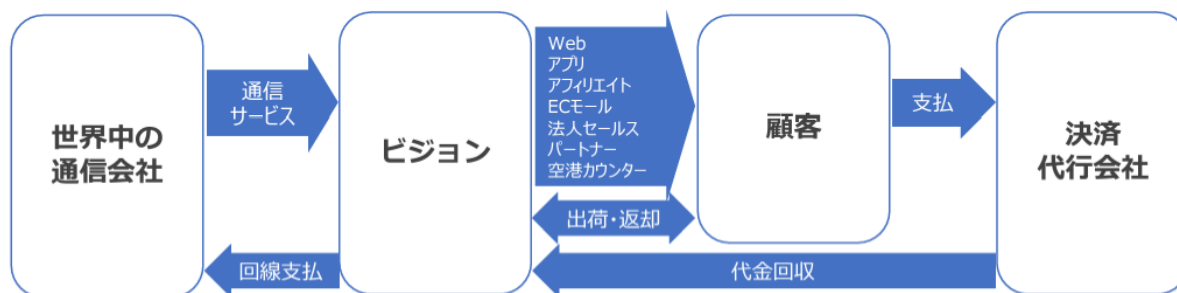 世界中の
通信会社
通信
サービス
回線支払
ビジョン
Web
アプリ
アフィリエイト
ECモール
法人セールス
パートナー
空港カウンター
出荷・返却
顧客
支払
代金回収
決済
代行会社